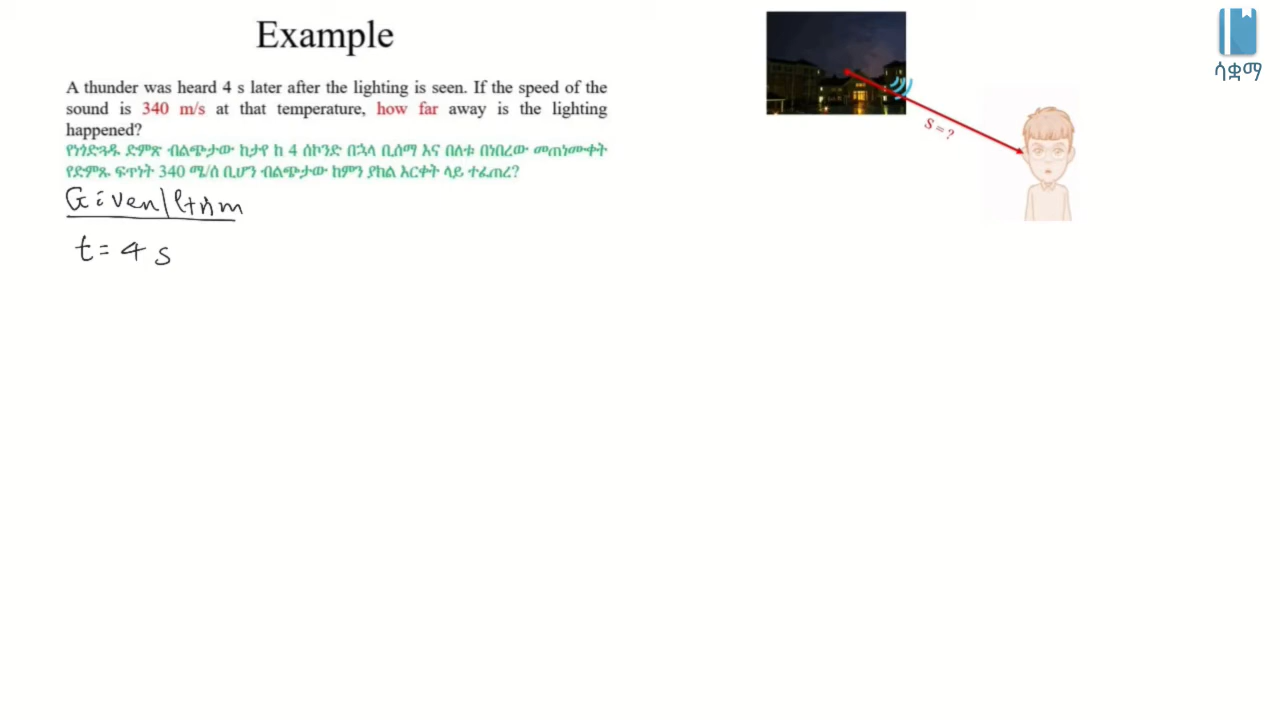 Example
A thunder was heard 4 s later after the lighting is seen. If the speed of the
sound is 340 m/s at that temperature, how far away is the lighting
happened?
የነጎድጓዱ ድምጽ ብልጭታው ከታየ ከ 4 ሰኮንድ በኋላ ቢሰማ እና በለቱ በነበረው መጠነሙቀት
የድምጹ ፍጥነት 340 ሜ/ሰ ቢሆን ብልጭታው ከምን ያክል እርቀት ላይ ተፈጠረ?
Given/የተሰጠ
t = 4 s
S = ?
ሳቋማ